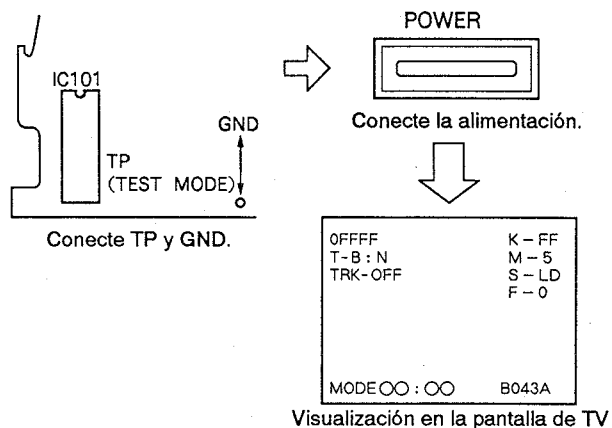 IC101
GND
TP
(TEST MODE)
Conecte TP y GND.
POWER
Conecte la alimentación.
0FFFF K-FF
T-B:N M-5
TRK-OFF S-LD
F-0
MODE○○:○○ B043A
Visualización en la pantalla de TV